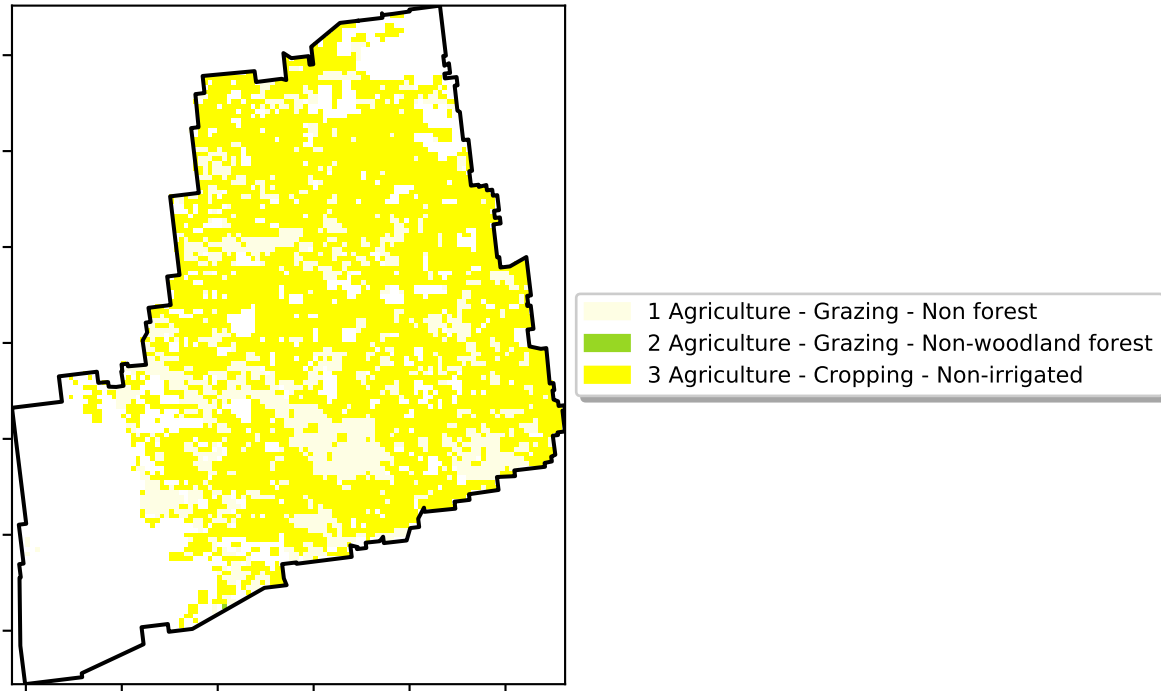 1 Agriculture - Grazing - Non forest
2 Agriculture - Grazing - Non-woodland forest
3 Agriculture - Cropping - Non-irrigated